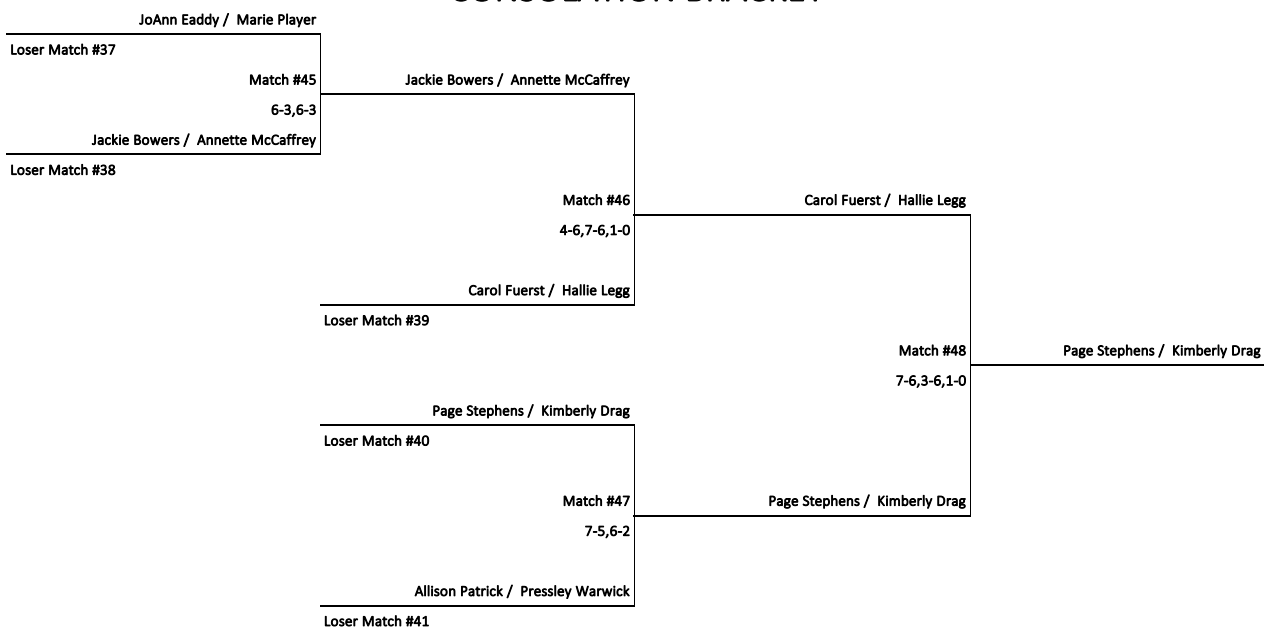 CONSOLATION BRACKET
JoAnn Eaddy /  Marie Player
Loser Match #37
Match #45
6-3,6-3
Jackie Bowers /  Annette McCaffrey
Loser Match #38
Jackie Bowers /  Annette McCaffrey
Match #46
4-6,7-6,1-0
Carol Fuerst /  Hallie Legg
Loser Match #39
Carol Fuerst /  Hallie Legg
Page Stephens /  Kimberly Drag
Loser Match #40
Match #47
7-5,6-2
Allison Patrick /  Pressley Warwick
Loser Match #41
Page Stephens /  Kimberly Drag
Match #48
7-6,3-6,1-0
Page Stephens /  Kimberly Drag